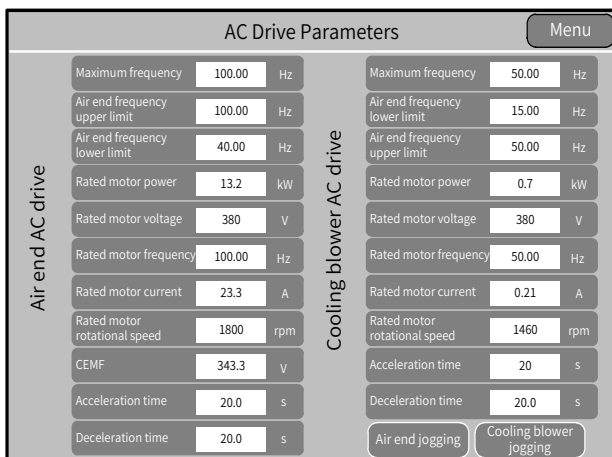 AC Drive Parameters
Menu
Air end AC drive
Maximum frequency 100.00 Hz
Air end frequency
upper limit 100.00 Hz
Air end frequency
lower limit 40.00 Hz
Rated motor power 13.2 kW
Rated motor voltage 380 V
Rated motor frequency 100.00 Hz
Rated motor current 23.3 A
Rated motor
rotational speed 1800 rpm
CEMF 343.3 V
Acceleration time 20.0 s
Deceleration time 20.0 s
Cooling blower AC drive
Maximum frequency 50.00 Hz
Air end frequency
lower limit 15.00 Hz
Air end frequency
upper limit 50.00 Hz
Rated motor power 0.7 kW
Rated motor voltage 380 V
Rated motor frequency 50.00 Hz
Rated motor current 0.21 A
Rated motor
rotational speed 1460 rpm
Acceleration time 20 s
Deceleration time 20.0 s
Air end jogging
Cooling blower
jogging